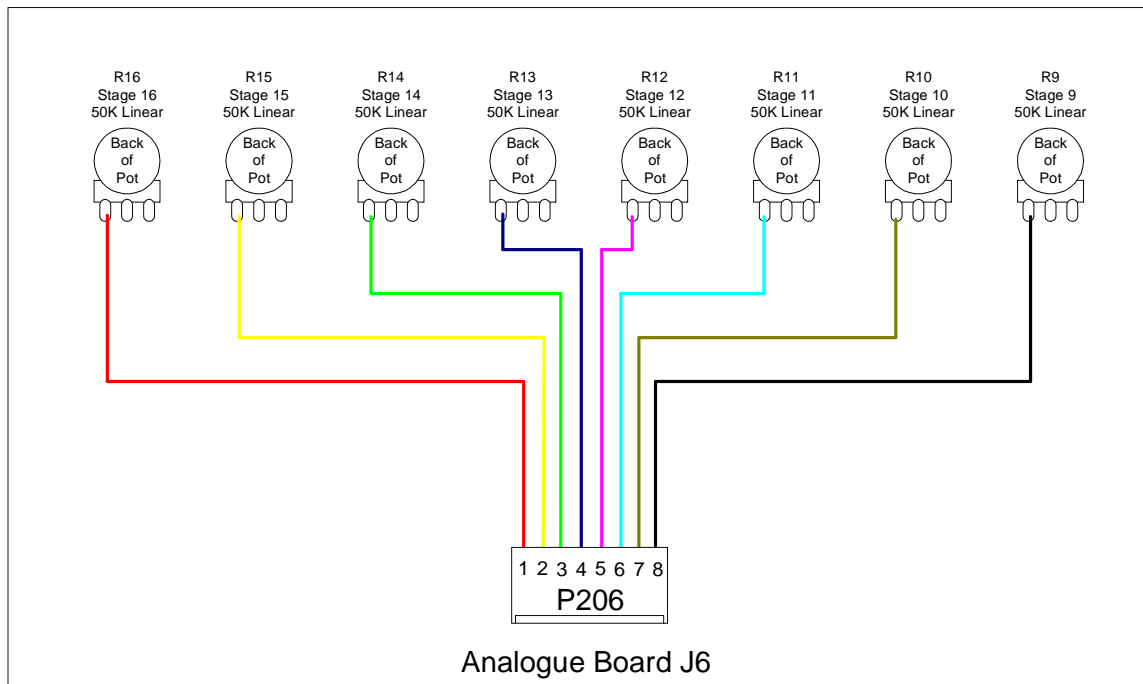 R16
Stage 16
50K Linear
Back
of
Pot
R15
Stage 15
50K Linear
Back
of
Pot
R14
Stage 14
50K Linear
Back
of
Pot
R13
Stage 13
50K Linear
Back
of
Pot
R12
Stage 12
50K Linear
Back
of
Pot
R11
Stage 11
50K Linear
Back
of
Pot
R10
Stage 10
50K Linear
Back
of
Pot
R9
Stage 9
50K Linear
Back
of
Pot
1 2 3 4 5 6 7 8
P206
Analogue Board J6